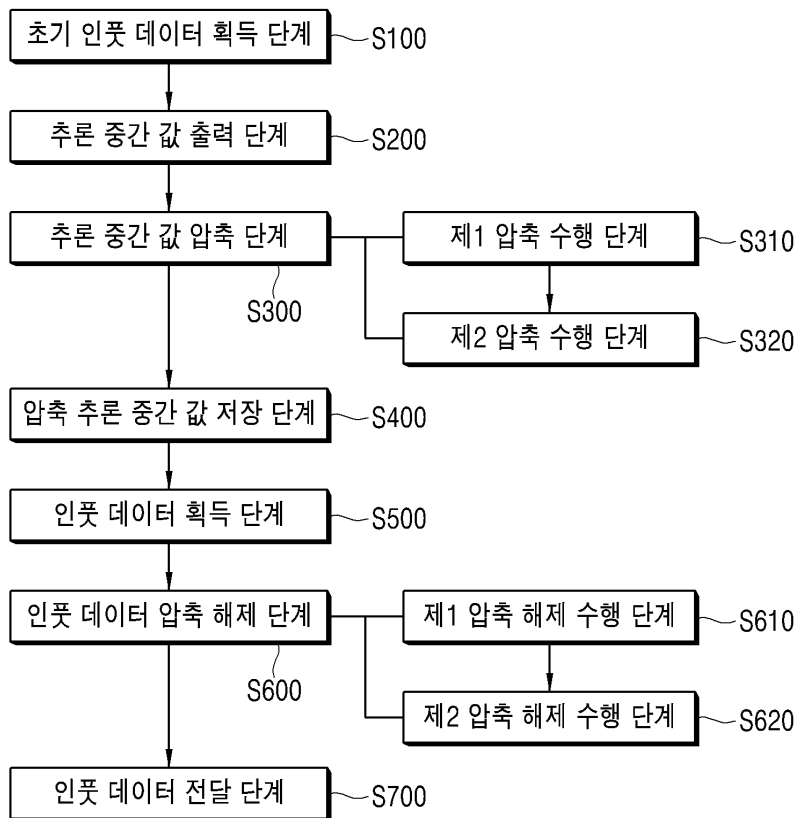 초기 인풋 데이터 획득 단계
S100
추론 중간 값 출력 단계
S200
추론 중간 값 압축 단계
S300
제1 압축 수행 단계
S310
제2 압축 수행 단계
S320
압축 추론 중간 값 저장 단계
S400
인풋 데이터 획득 단계
S500
인풋 데이터 압축 해제 단계
S600
제1 압축 해제 수행 단계
S610
제2 압축 해제 수행 단계
S620
인풋 데이터 전달 단계
S700